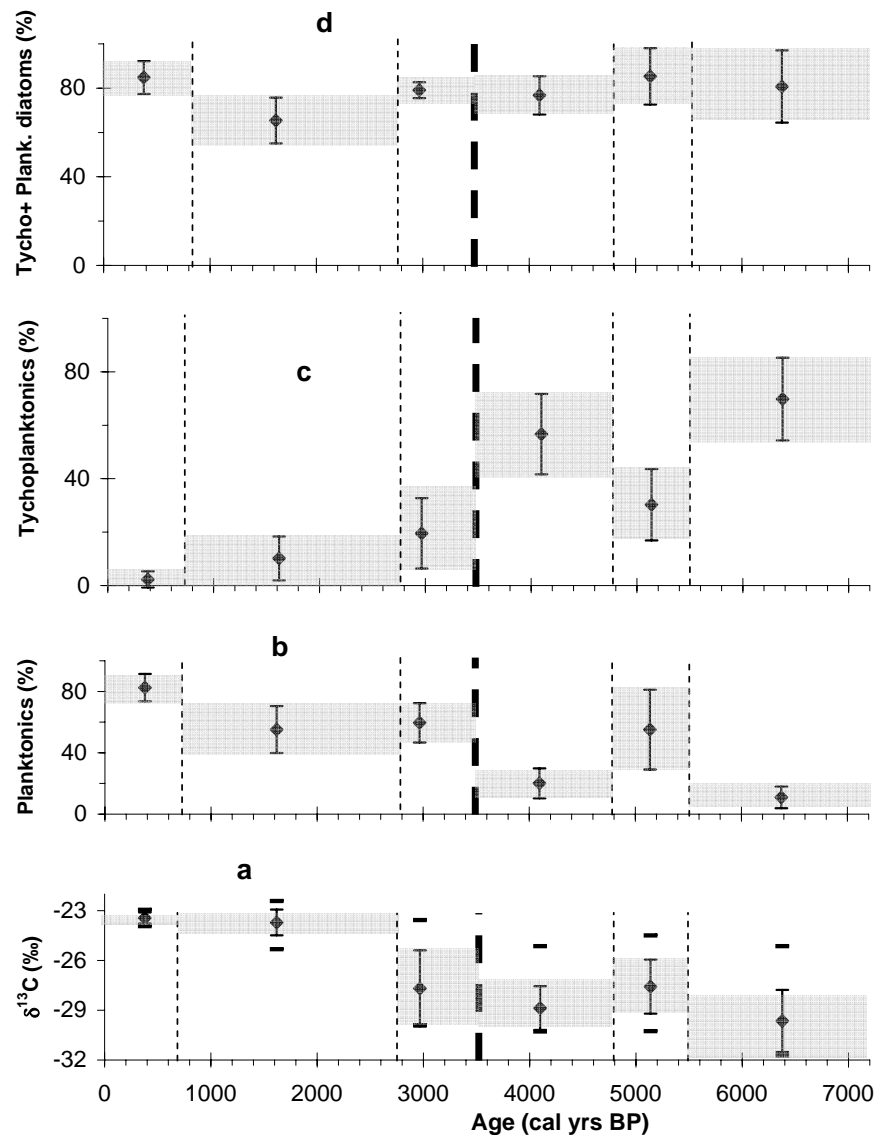 d
Tycho+ Plank. diatoms (%)
80
40
0
c
Tychoplanktonics (%)
80
40
0
b
Planktonics (%)
80
40
0
a
δ¹³C (‰)
-23
-26
-29
-32
0 1000 2000 3000 4000 5000 6000 7000
Age (cal yrs BP)